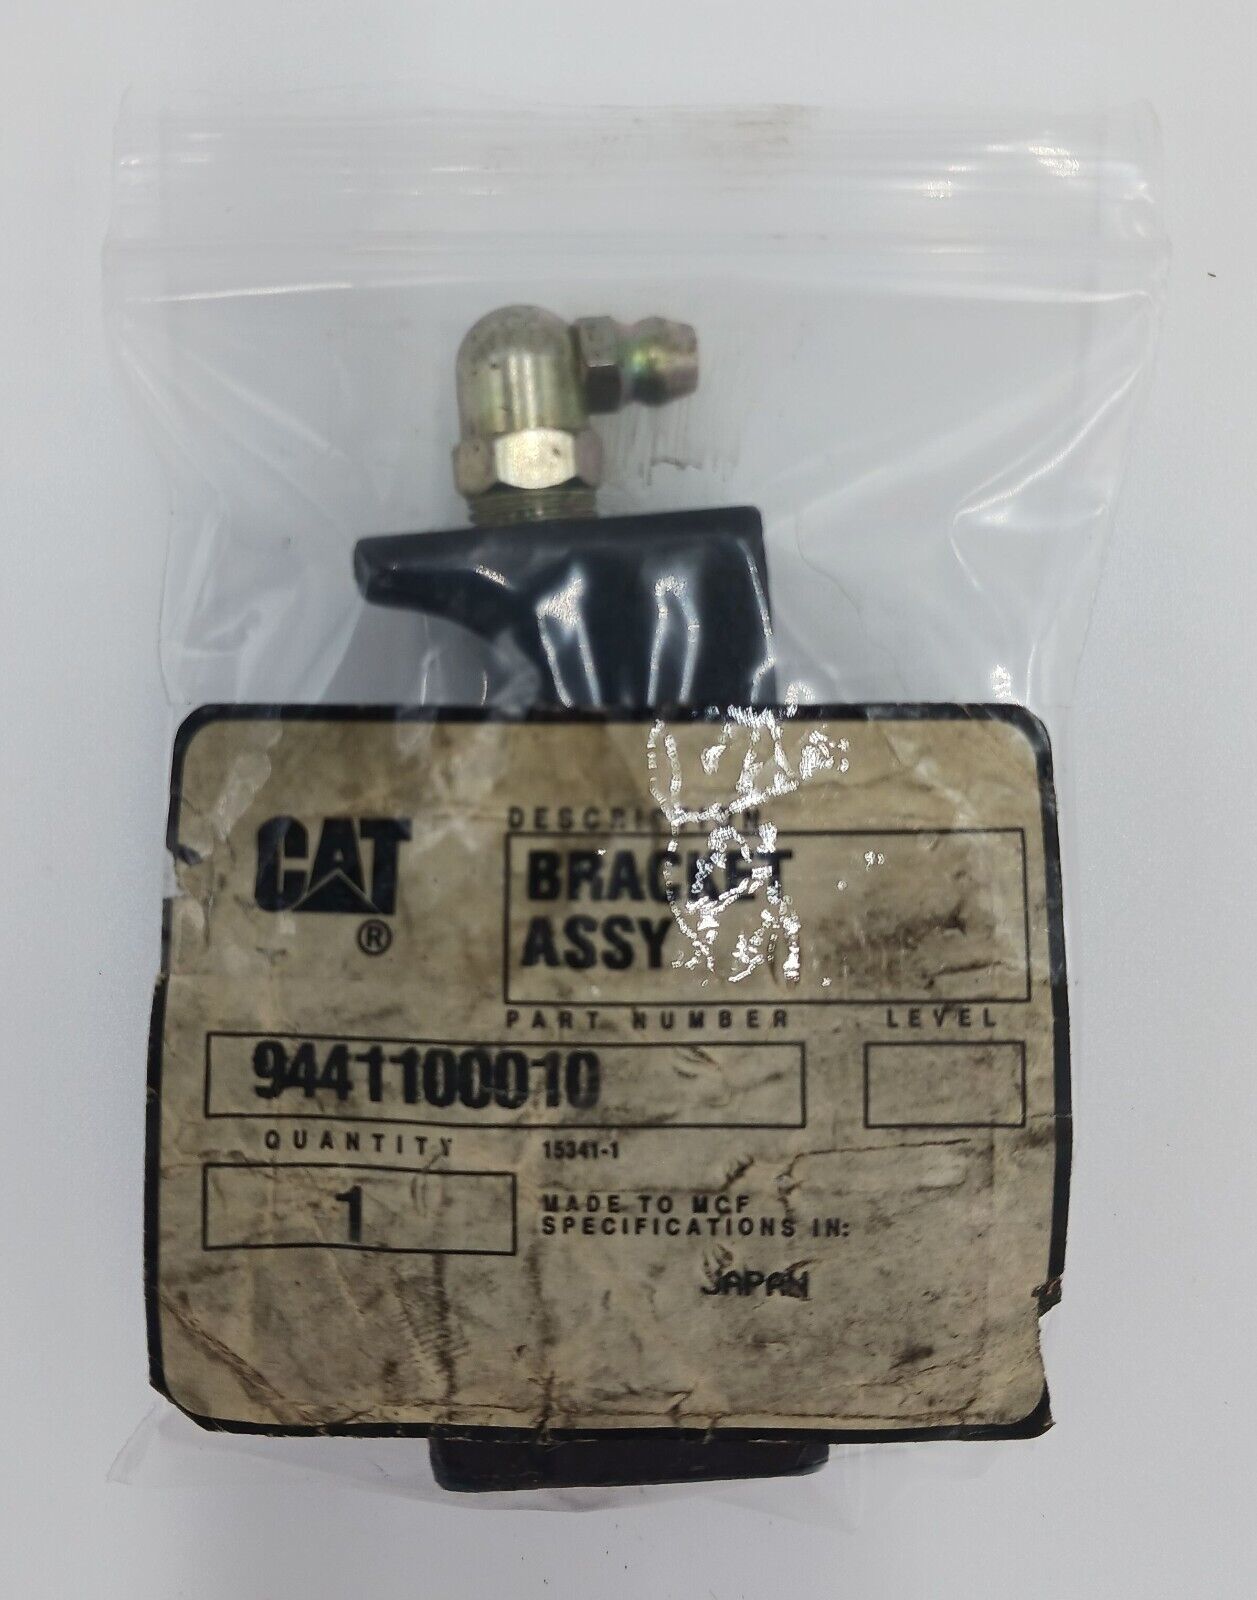 CAT
®
DESCRIPTION
BRACKET
ASSY
PART NUMBER LEVEL
9441100010
QUANTITY 15341-1
1
MADE TO MCF
SPECIFICATIONS IN:
JAPAN